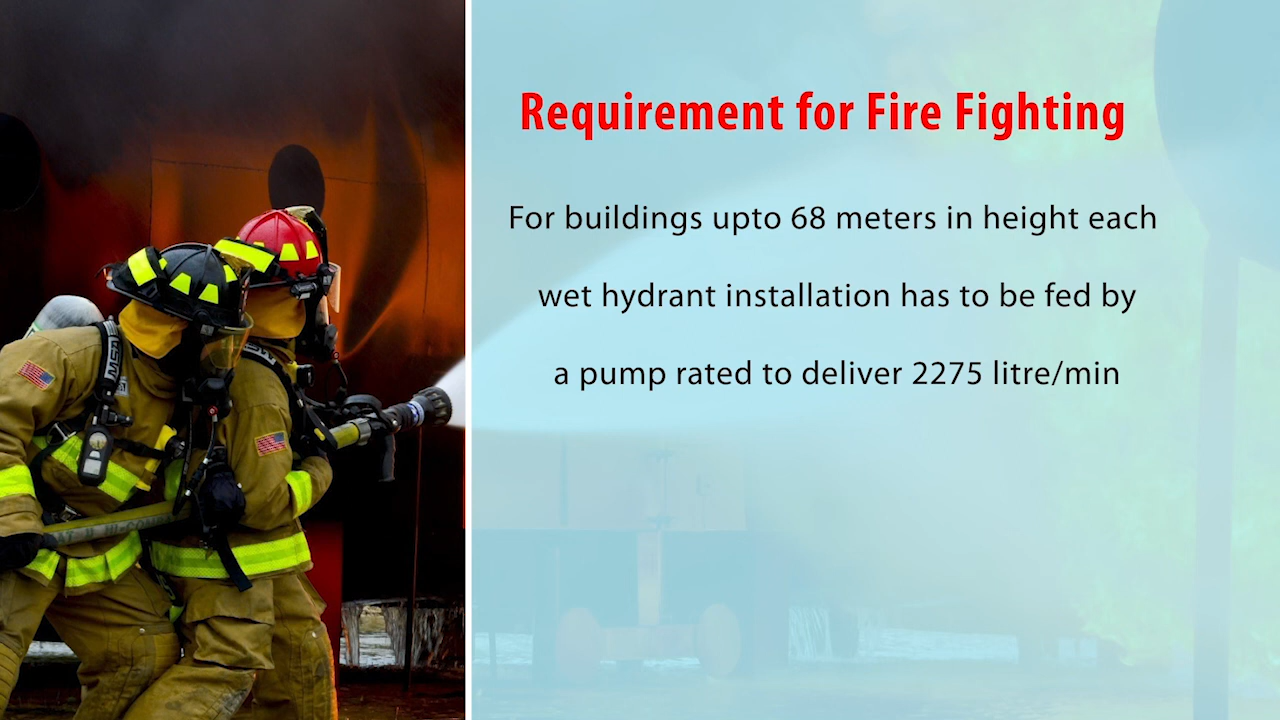 Requirement for Fire Fighting
For buildings upto 68 meters in height each
wet hydrant installation has to be fed by
a pump rated to deliver 2275 litre/min
MSA